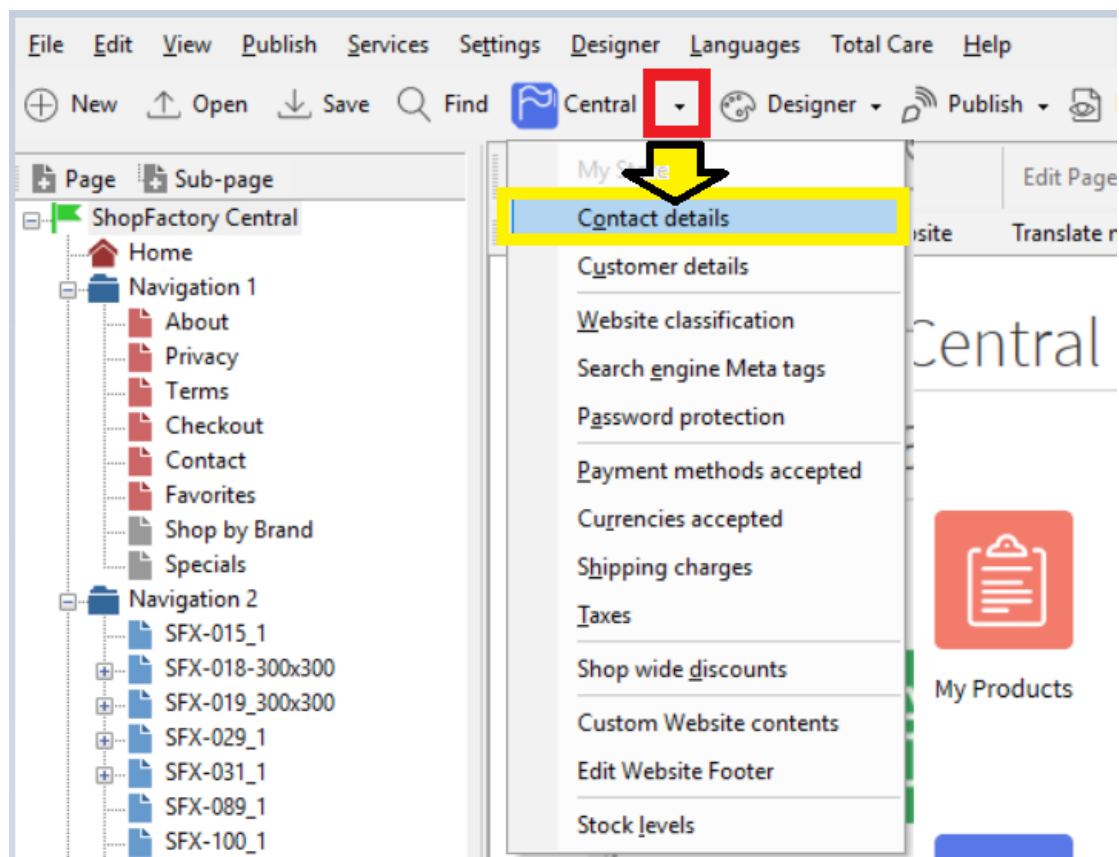 File Edit View Publish Services Settings Designer Languages Total Care Help
New Open Save Find Central Designer Publish
Page Sub-page
Edit Page
ShopFactory Central
Home
Navigation 1
About
Privacy
Terms
Checkout
Contact
Favorites
Shop by Brand
Specials
Navigation 2
SFX-015_1
SFX-018-300x300
SFX-019_300x300
SFX-029_1
SFX-031_1
SFX-089_1
SFX-100_1
My
Contact details
Customer details
Website classification
Search engine Meta tags
Password protection
Payment methods accepted
Currencies accepted
Shipping charges
Taxes
Shop wide discounts
Custom Website contents
Edit Website Footer
Stock levels
Translate
Central
My Products